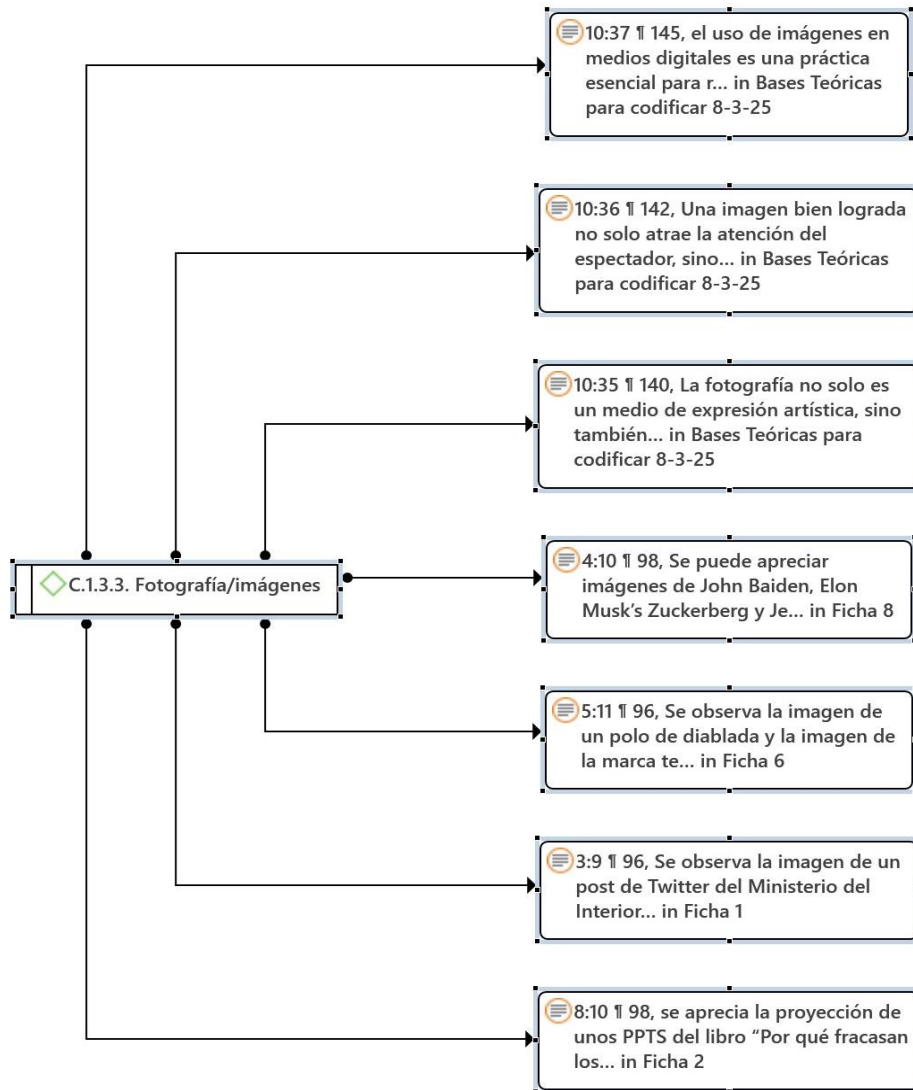 10:37 ¶ 145, el uso de imágenes en
medios digitales es una práctica
esencial para r... in Bases Teóricas
para codificar 8-3-25
10:36 ¶ 142, Una imagen bien lograda
no solo atrae la atención del
espectador, sino... in Bases Teóricas
para codificar 8-3-25
10:35 ¶ 140, La fotografía no solo es
un medio de expresión artística, sino
también... in Bases Teóricas para
codificar 8-3-25
C.1.3.3. Fotografía/imágenes
4:10 ¶ 98, Se puede apreciar
imágenes de John Baiden, Elon
Musk's Zuckerberg y Je... in Ficha 8
5:11 ¶ 96, Se observa la imagen de
un polo de diablada y la imagen de
la marca te... in Ficha 6
3:9 ¶ 96, Se observa la imagen de un
post de Twitter del Ministerio del
Interior... in Ficha 1
8:10 ¶ 98, se aprecia la proyección de
unos PPTS del libro “Por qué fracasan
los... in Ficha 2